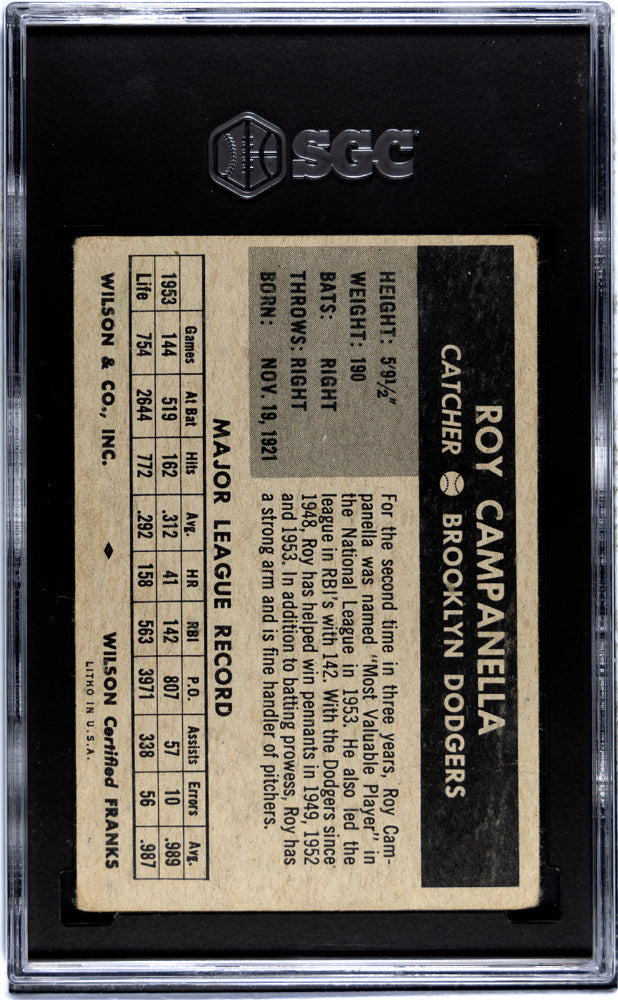 SGC
ROY CAMPANELLA
CATCHER BROOKLYN DODGERS
HEIGHT: 5'9½"
WEIGHT: 190
BATS: RIGHT
THROWS: RIGHT
BORN: NOV. 19, 1921
For the second time in three years, Roy Cam-
panella was named "Most Valuable Player" in
the National League in 1953. He also led the
league in RBI's with 142. With the Dodgers since
1948, Roy has helped win pennants in 1949, 1952
and 1953. In addition to batting prowess, Roy has
a strong arm and is fine handler of pitchers.
MAJOR LEAGUE RECORD
Games At Bat Hits Avg. HR RBI P.O. Assists Errors Avg.
1953 144 519 162 .312 41 142 807 57 10 .989
Life 754 2644 772 .292 158 563 3971 338 56 .987
WILSON & CO., INC. WILSON Certified FRANKS
LITHO IN U.S.A.